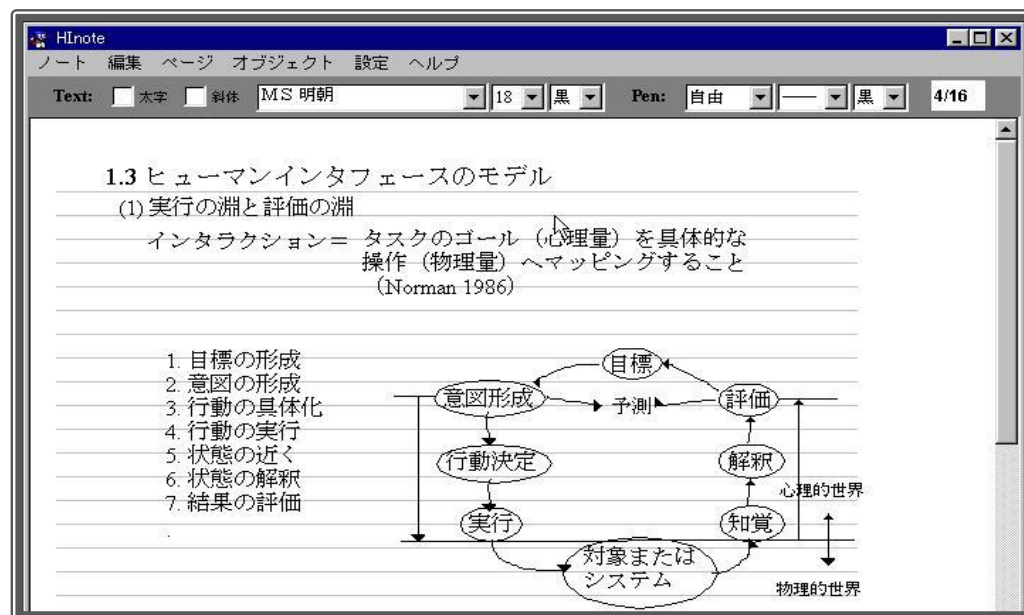 HInote
ノート 編集 ページ オブジェクト 設定 ヘルプ
Text: 太字 斜体 MS 明朝 18 黒 Pen: 自由 黒 4/16
1.3 ヒューマンインタフェースのモデル
(1) 実行の淵と評価の淵
インタラクション＝ タスクのゴール（心理量）を具体的な
操作（物理量）へマッピングすること
（Norman 1986）
1. 目標の形成
2. 意図の形成
3. 行動の具体化
4. 行動の実行
5. 状態の近く
6. 状態の解釈
7. 結果の評価
.
目標
意図形成
予測
評価
行動決定
解釈
心理的世界
実行
知覚
対象または
システム
物理的世界